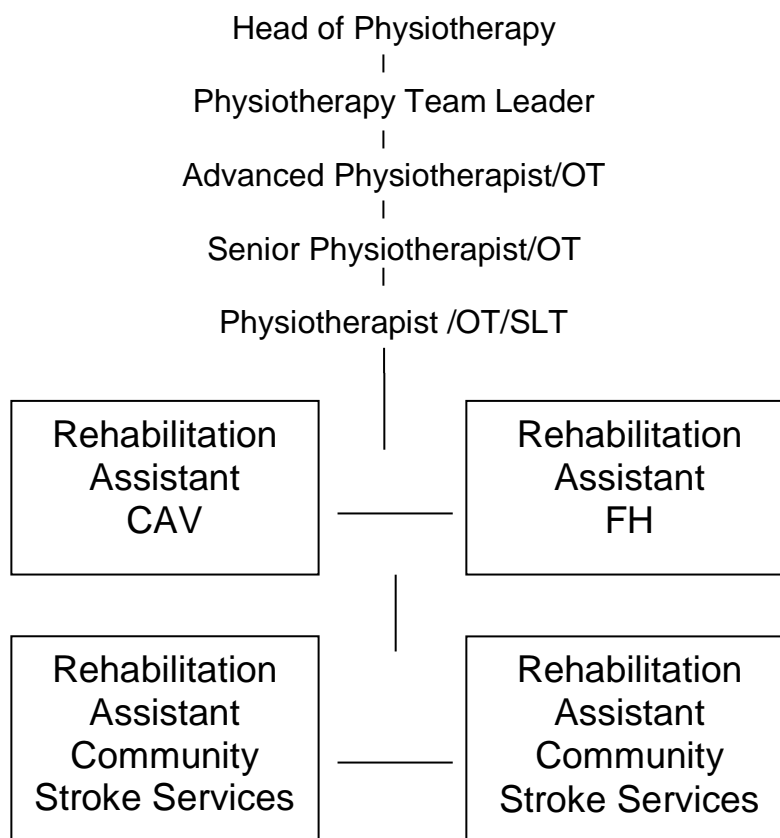 Head of Physiotherapy
Physiotherapy Team Leader
Advanced Physiotherapist/OT
Senior Physiotherapist/OT
Physiotherapist /OT/SLT
Rehabilitation
Assistant
CAV
Rehabilitation
Assistant
FH
Rehabilitation
Assistant
Community
Stroke Services
Rehabilitation
Assistant
Community
Stroke Services